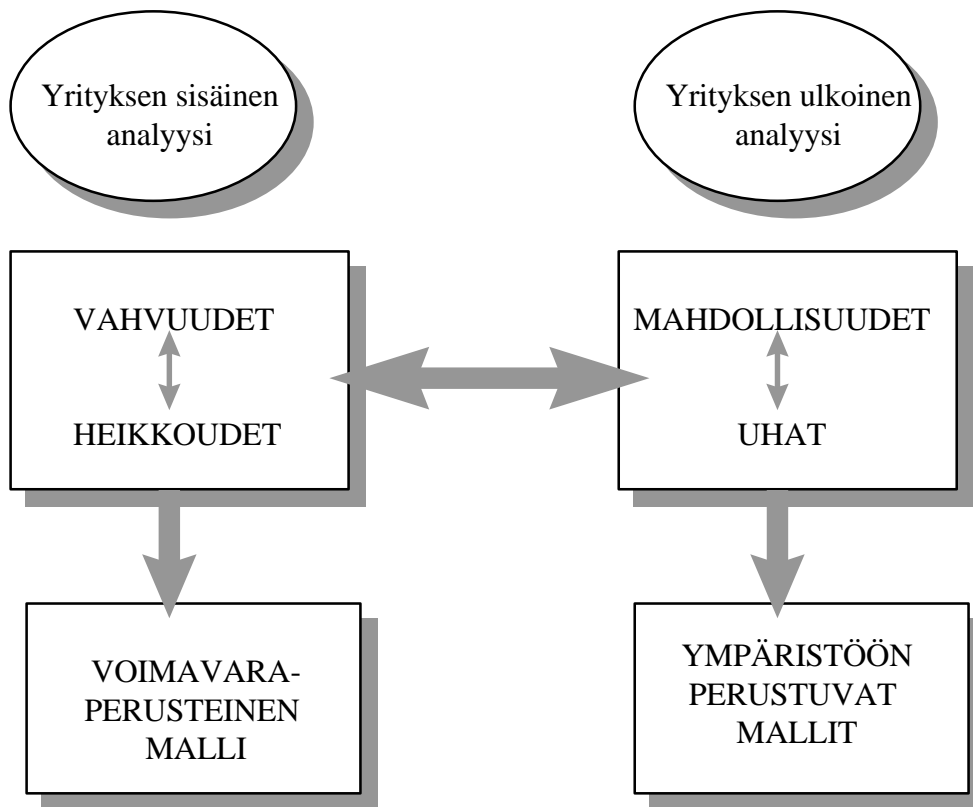 Yrityksen sisäinen
analyysi
Yrityksen ulkoinen
analyysi
VAHVUUDET
HEIKKOUDET
MAHDOLLISUUDET
UHAT
VOIMAVARA-
PERUSTEINEN
MALLI
YMPÄRISTÖÖN
PERUSTUVAT
MALLIT